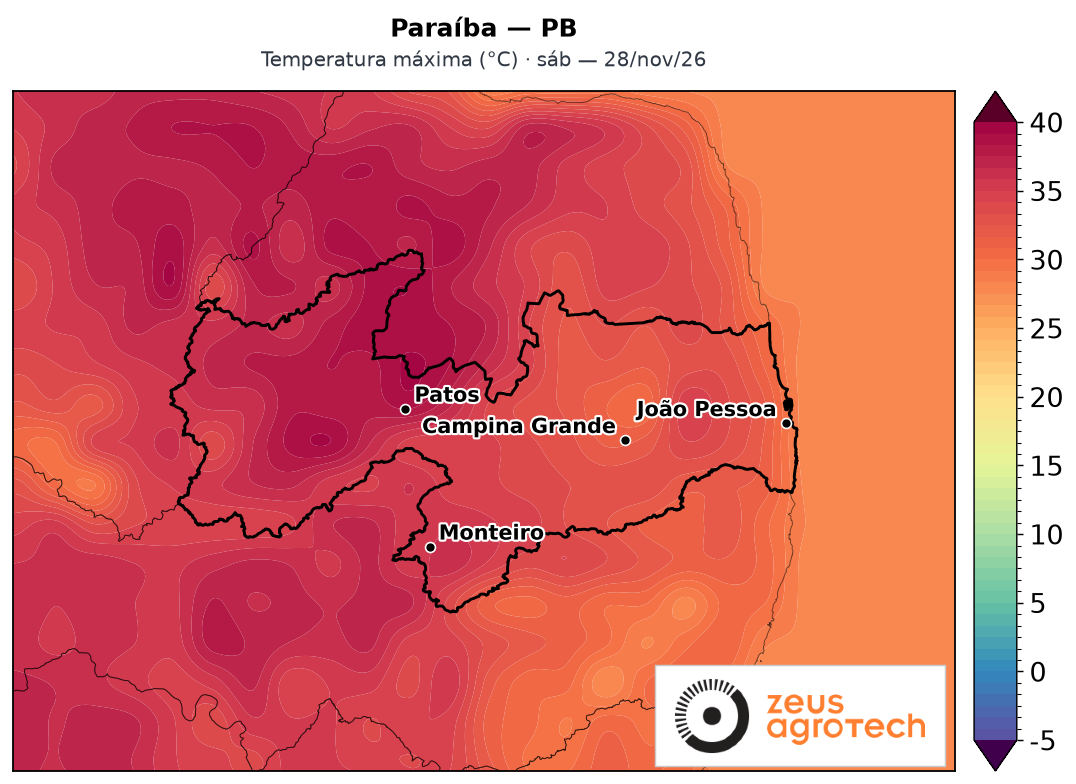 Paraíba — PB
Temperatura máxima (°C) · sáb — 28/nov/26
40
35
30
25
20
15
10
5
0
-5
Patos
João Pessoa
Campina Grande
Monteiro
zeus
agrotech